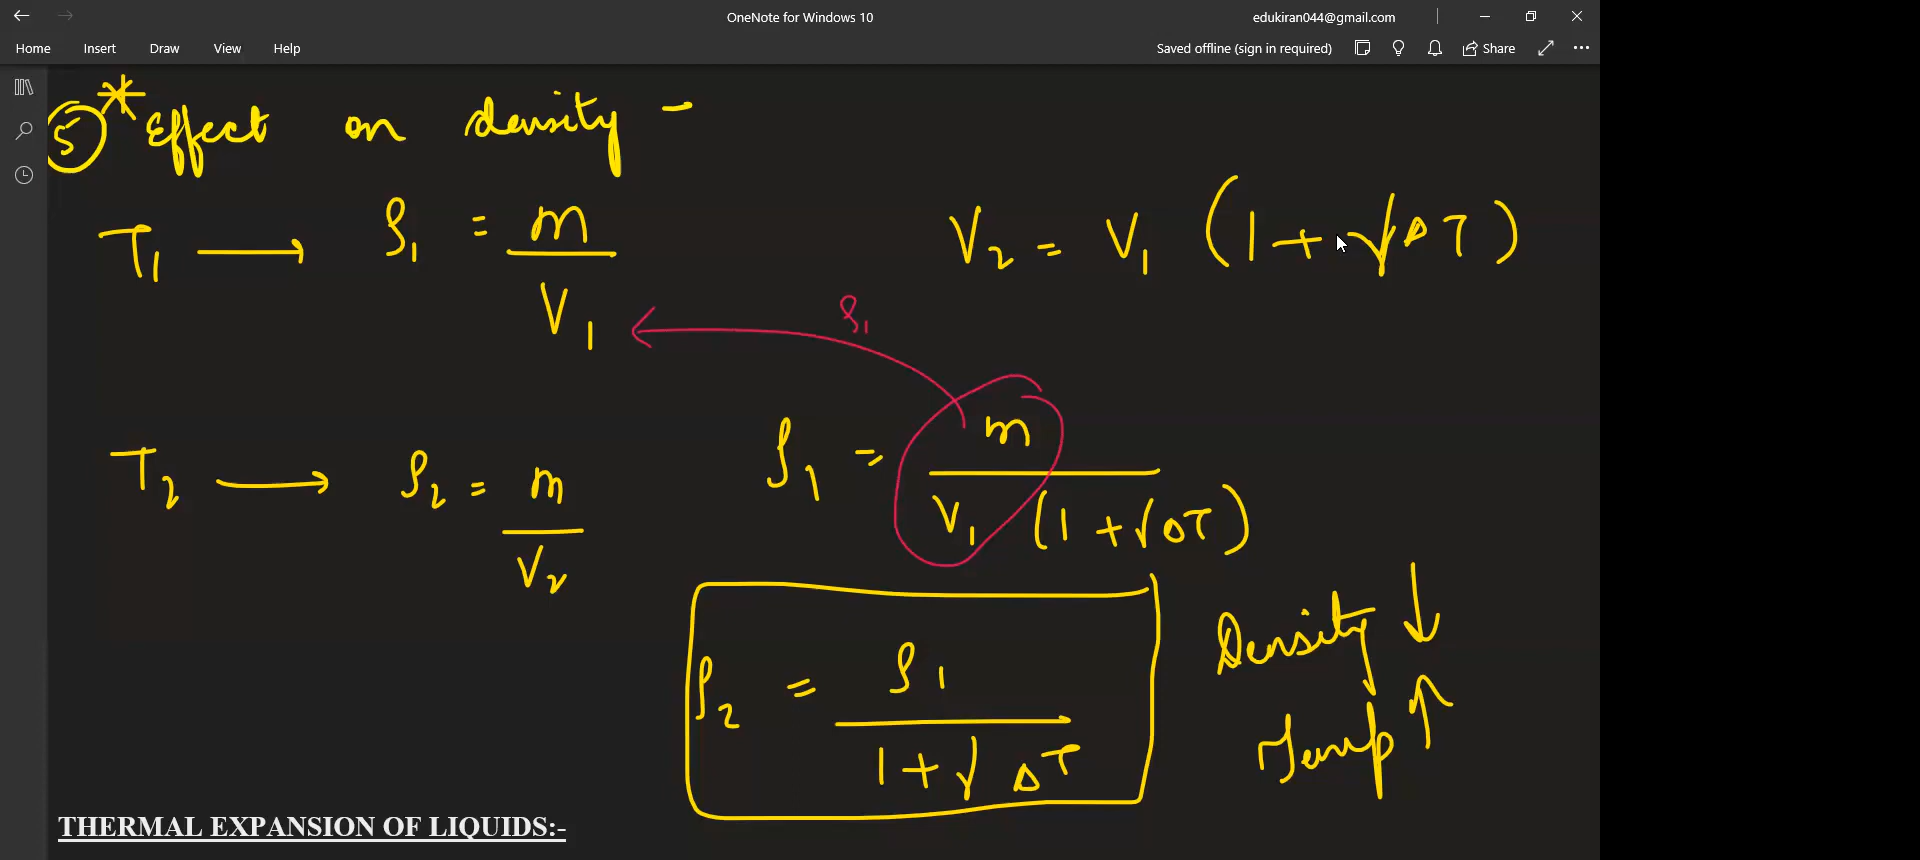 OneNote for Windows 10
edukiran044@gmail.com
Home Insert Draw View Help
Saved offline (sign in required)
Share
5 * Effect on density -
T₁ ⟶ ρ₁ = m / V₁
V₂ = V₁ (1 + γΔT)
ρ₁
T₂ ⟶ ρ₂ = m / V₂
ρ₁ = m / V₁ (1 + γΔT)
ρ₂ = ρ₁ / 1 + γ ΔT
Density ↓
Temp ↑
THERMAL EXPANSION OF LIQUIDS:-